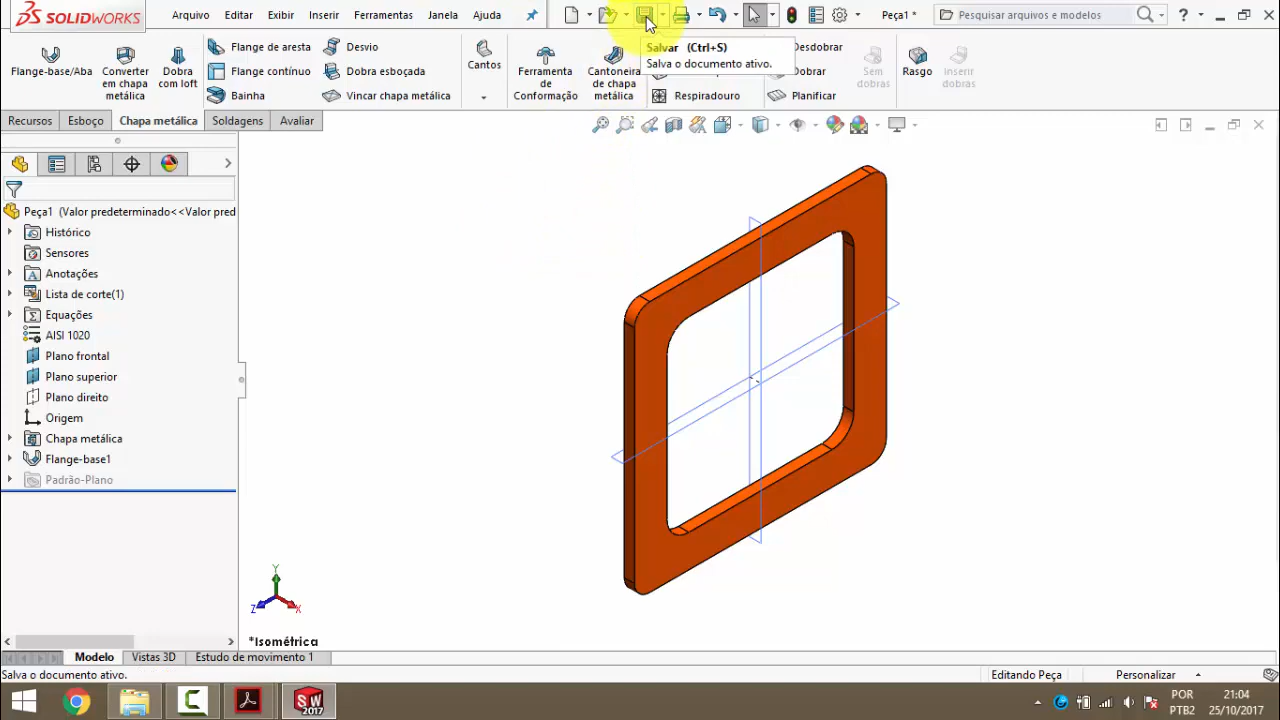 SOLIDWORKS
Arquivo Editar Exibir Inserir Ferramentas Janela Ajuda
Peça1 *
Pesquisar arquivos e modelos
?
Flange-base/Aba
Converter em chapa metálica
Dobra com loft
Flange de aresta
Flange contínuo
Bainha
Desvio
Dobra esboçada
Vincar chapa metálica
Cantos
Ferramenta de Conformação
Cantoneira de chapa metálica
Salvar (Ctrl+S)
Salva o documento ativo.
Respiradouro
Desdobrar
Dobrar
Planificar
Sem dobras
Rasgo
Inserir dobras
Recursos Esboço Chapa metálica Soldagens Avaliar
Peça1 (Valor predeterminado<<Valor pred
Histórico
Sensores
Anotações
Lista de corte(1)
Equações
AISI 1020
Plano frontal
Plano superior
Plano direito
Origem
Chapa metálica
Flange-base1
Padrão-Plano
Y
Z
X
*Isométrica
Modelo Vistas 3D Estudo de movimento 1
Salva o documento ativo.
Editando Peça
Personalizar
SW
2017
POR
PTB2
21:04
25/10/2017